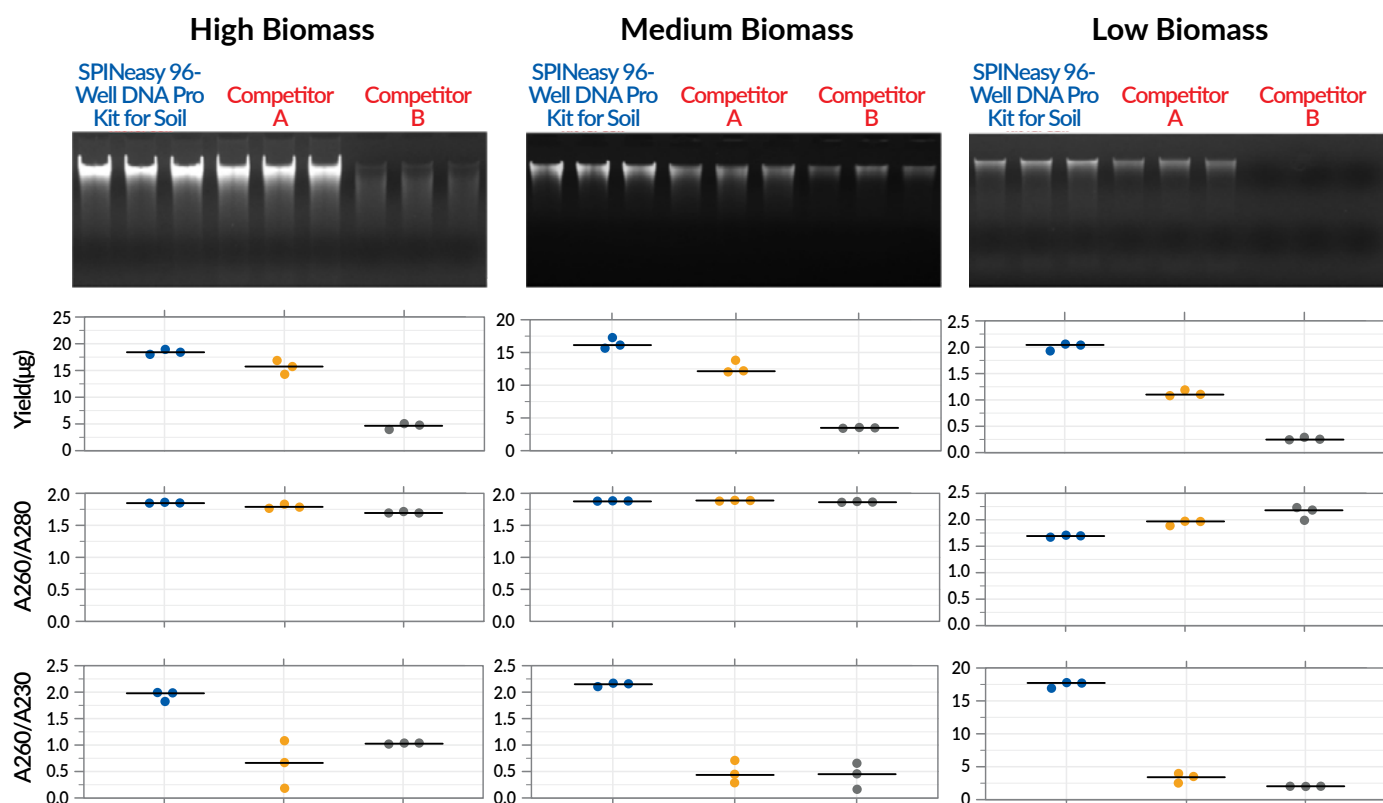 High Biomass
Medium Biomass
Low Biomass
SPINeasy 96-
Well DNA Pro
Kit for Soil
Competitor
A
Competitor
B
SPINeasy 96-
Well DNA Pro
Kit for Soil
Competitor
A
Competitor
B
SPINeasy 96-
Well DNA Pro
Kit for Soil
Competitor
A
Competitor
B
Yield(µg)
25
20
15
10
5
0
20
15
10
5
0
2.5
2.0
1.5
1.0
0.5
0.0
A260/A280
2.0
1.5
1.0
0.5
0.0
2.0
1.5
1.0
0.5
0.0
2.5
2.0
1.5
1.0
0.5
0.0
A260/A230
2.5
2.0
1.5
1.0
0.5
0.0
2.5
2.0
1.5
1.0
0.5
0.0
20
15
10
5
0